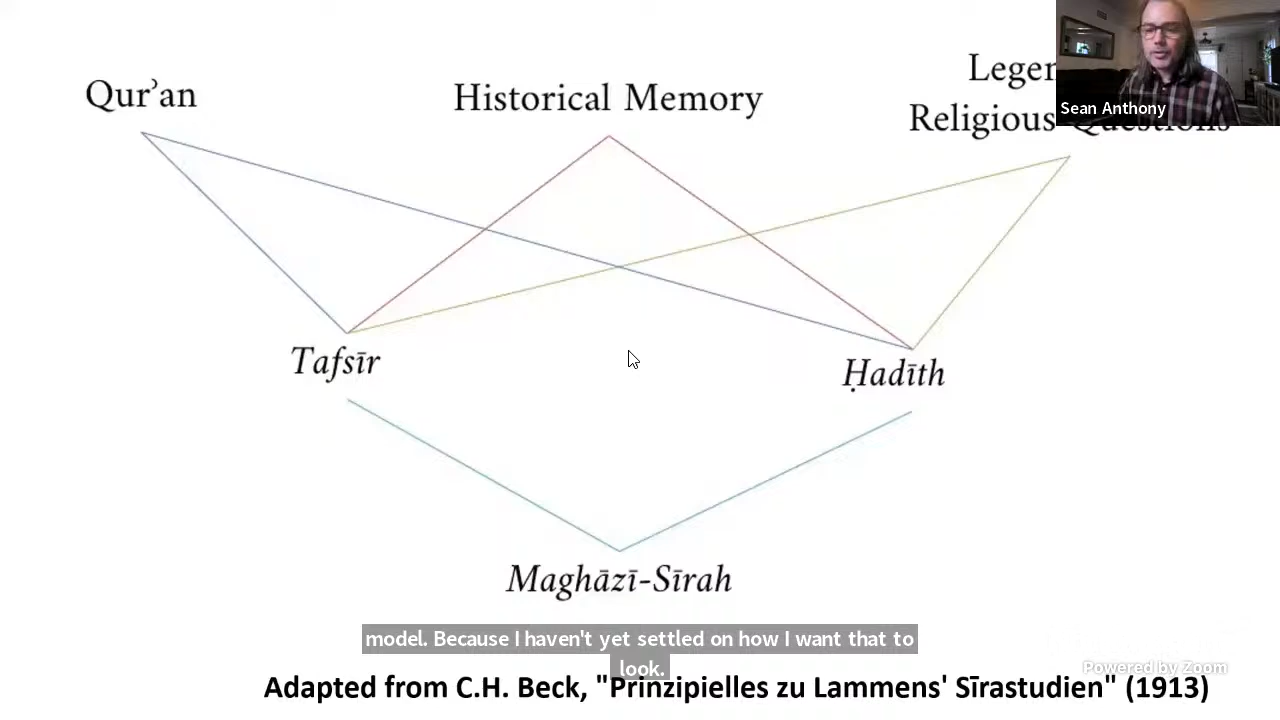 Qurʾan
Historical Memory
Religious Questions
Sean Anthony
Tafsīr
Ḥadīth
Maghāzī-Sīrah
model. Because I haven't yet settled on how I want that to
look.
Powered by Zoom
Adapted from C.H. Beck, "Prinzipielles zu Lammens' Sīrastudien" (1913)